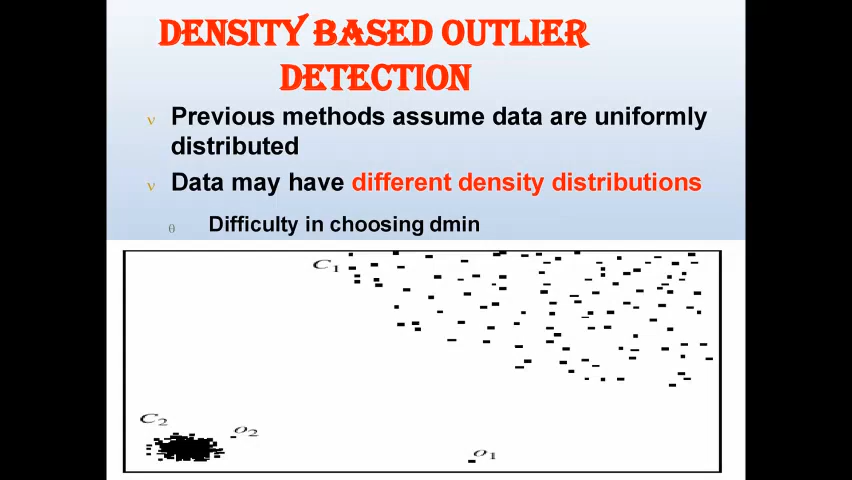 DENSITY BASED OUTLIER
DETECTION
ν Previous methods assume data are uniformly
distributed
ν Data may have different density distributions
θ Difficulty in choosing dmin
C1
C2
o2
o1